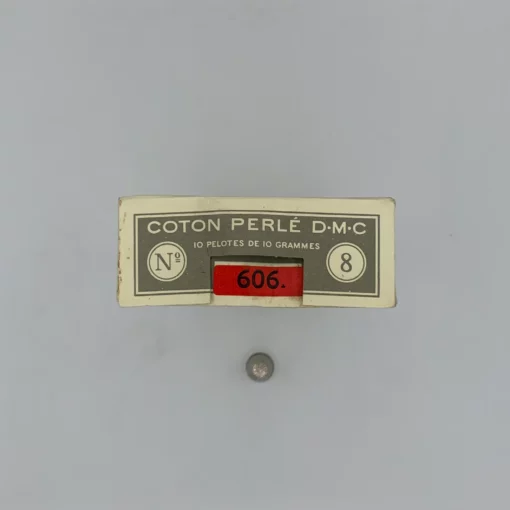 COTON PERLÉ D·M·C
10 PELOTES DE 10 GRAMMES
Nº 8
606.